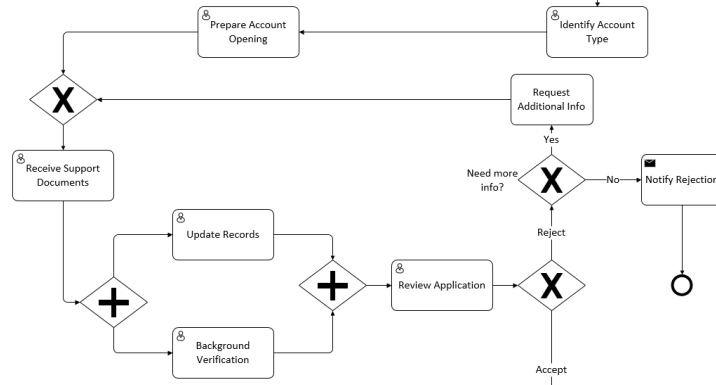 Prepare Account
Opening
Identify Account
Type
Request
Additional Info
Yes
Receive Support
Documents
Need more
info?
No
Notify Rejection
Update Records
Reject
Review Application
Background
Verification
Accept